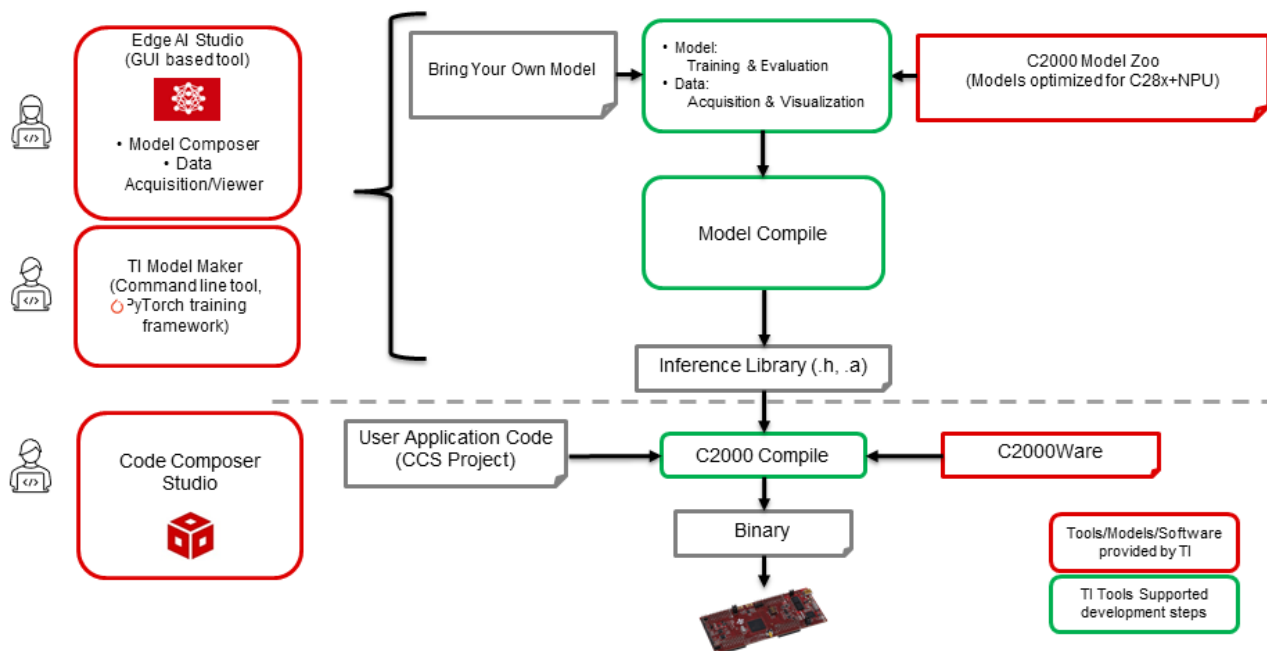 Edge AI Studio
(GUI based tool)
• Model Composer
• Data
Acquisition/Viewer
TI Model Maker
(Command line tool,
PyTorch training
framework)
Bring Your Own Model
• Model:
Training & Evaluation
• Data:
Acquisition & Visualization
C2000 Model Zoo
(Models optimized for C28x+NPU)
Model Compile
Inference Library (.h, .a)
Code Composer
Studio
User Application Code
(CCS Project)
C2000 Compile
C2000Ware
Binary
Tools/Models/Software
provided by TI
TI Tools Supported
development steps